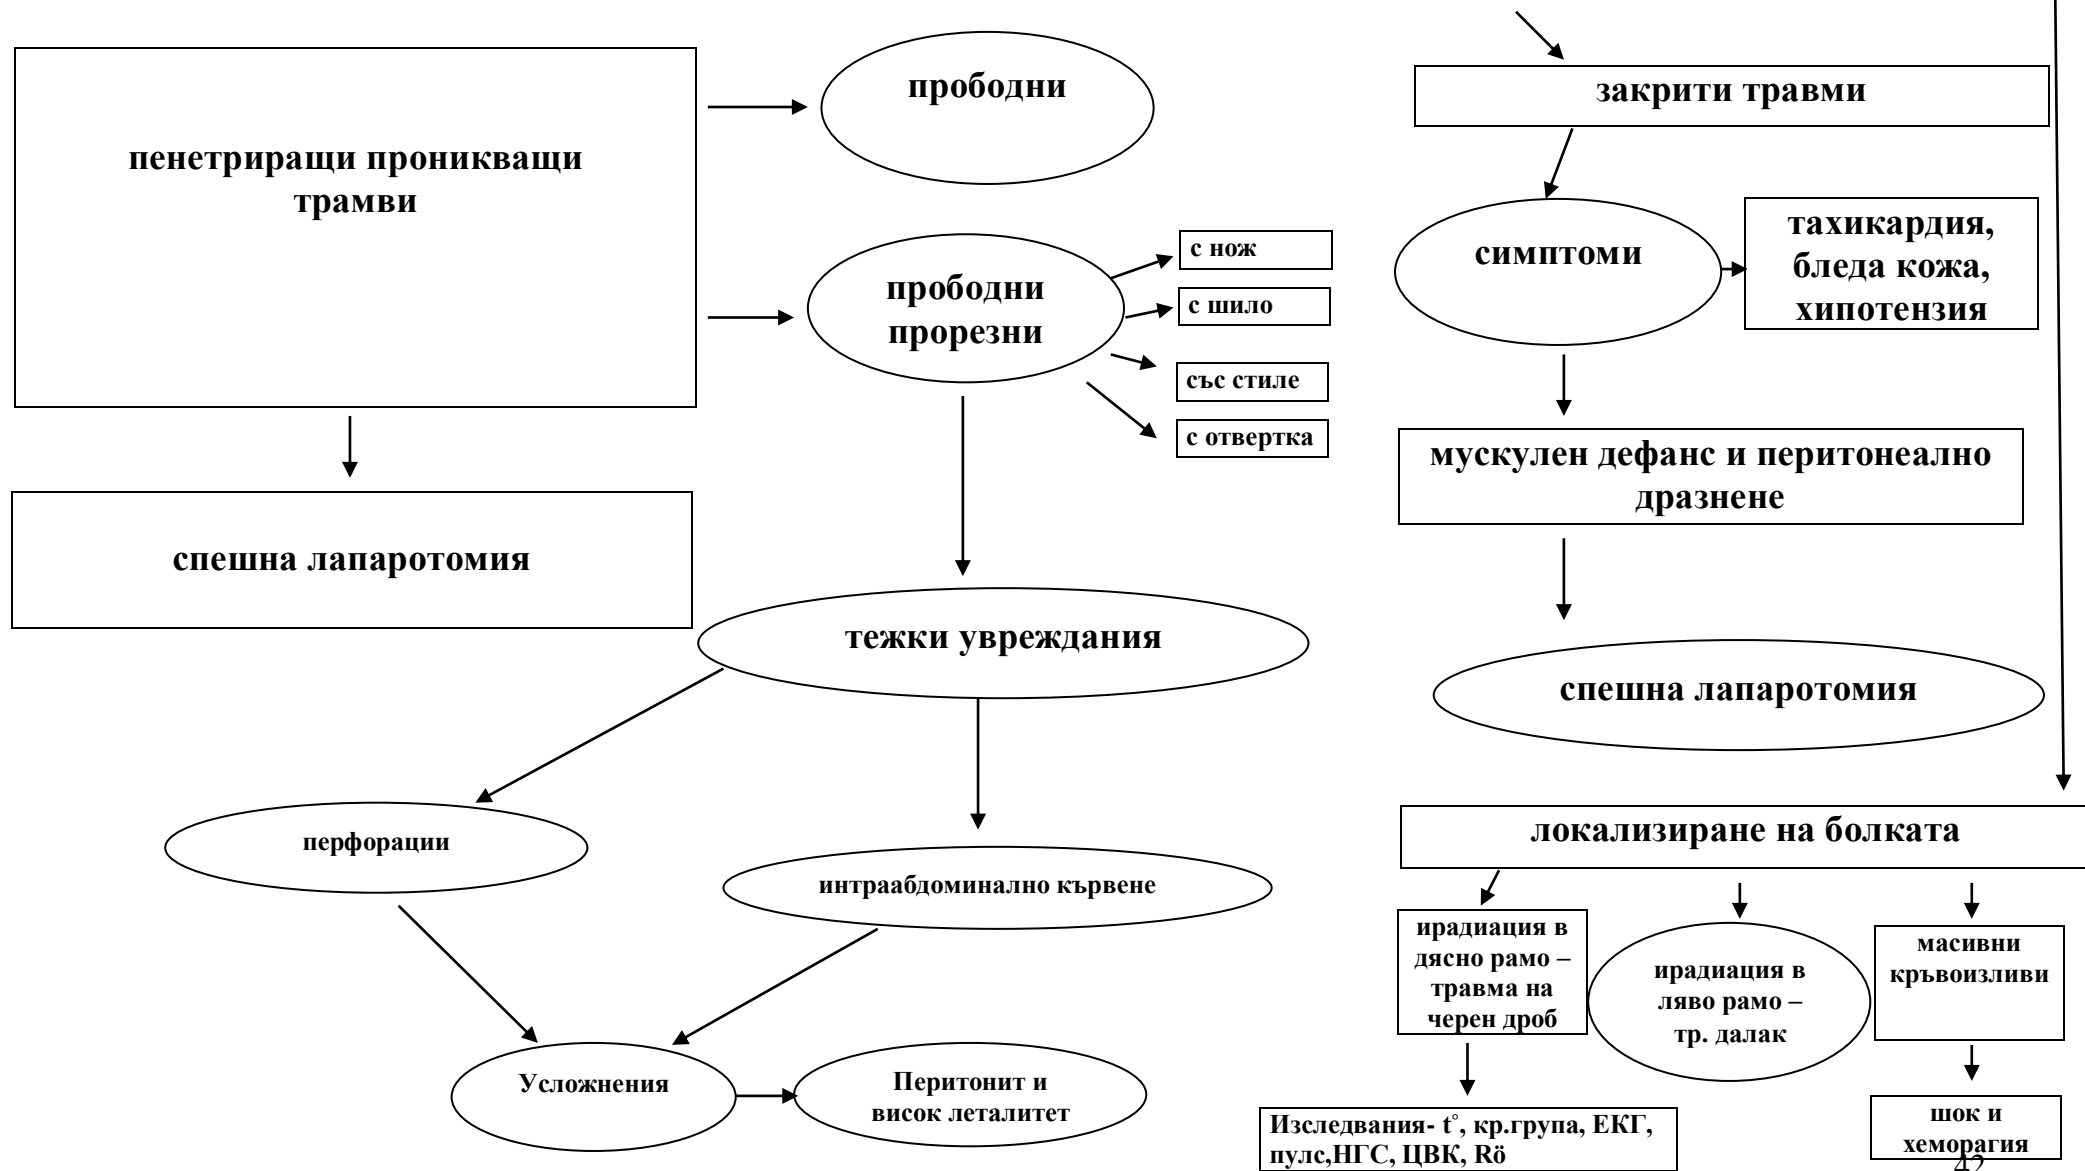 пенетриращи проникващи
трамви
прободни
прободни
прорезни
с нож
с шило
със стиле
с отвертка
спешна лапаротомия
тежки увреждания
перфорации
интраабдоминално кървене
Усложнения
Перитонит и
висок леталитет
закрити травми
симптоми
тахикардия,
бледа кожа,
хипотензия
мускулен дефанс и перитонеално
дразнене
спешна лапаротомия
локализиране на болката
ирадиация в
дясно рамо –
травма на
черен дроб
ирадиация в
ляво рамо –
тр. далак
масивни
кръвоизливи
Изследвания- t˚, кр.група, ЕКГ,
пулс,НГС, ЦВК, Rö
шок и
хеморагия
42